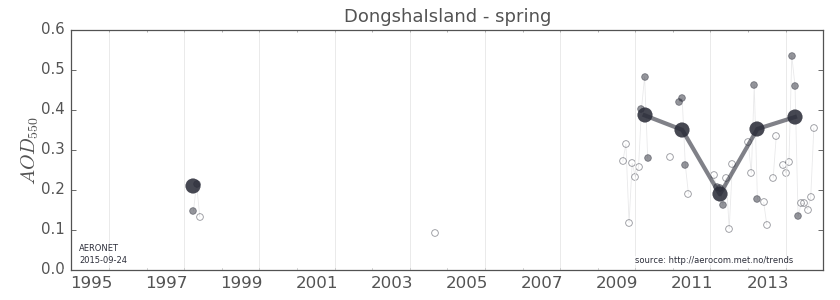 DongshaIsland - spring
0.6
0.5
0.4
0.3
0.2
0.1
0.0
AOD550
AERONET
2015-09-24
source: http://aerocom.met.no/trends
1995 1997 1999 2001 2003 2005 2007 2009 2011 2013